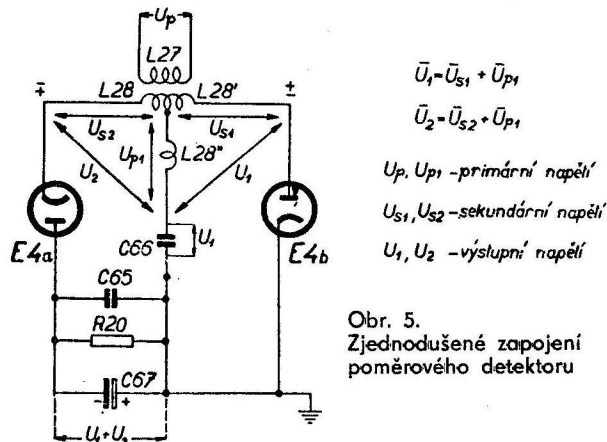 Up
L27
L28 L28'
∓ ±
Us2 Us1
Up1
L28"
U2 U1
C66 U1
E4a E4b
C65
R20
C67
- +
Ū1=Ūs1 + Ūp1
Ū2=Ūs2 + Ūp1
Up, Up1 -primární napětí
Us1, Us2 -sekundární napětí
U1, U2 -výstupní napětí
Obr. 5.
Zjednodušené zapojení
poměrového detektoru